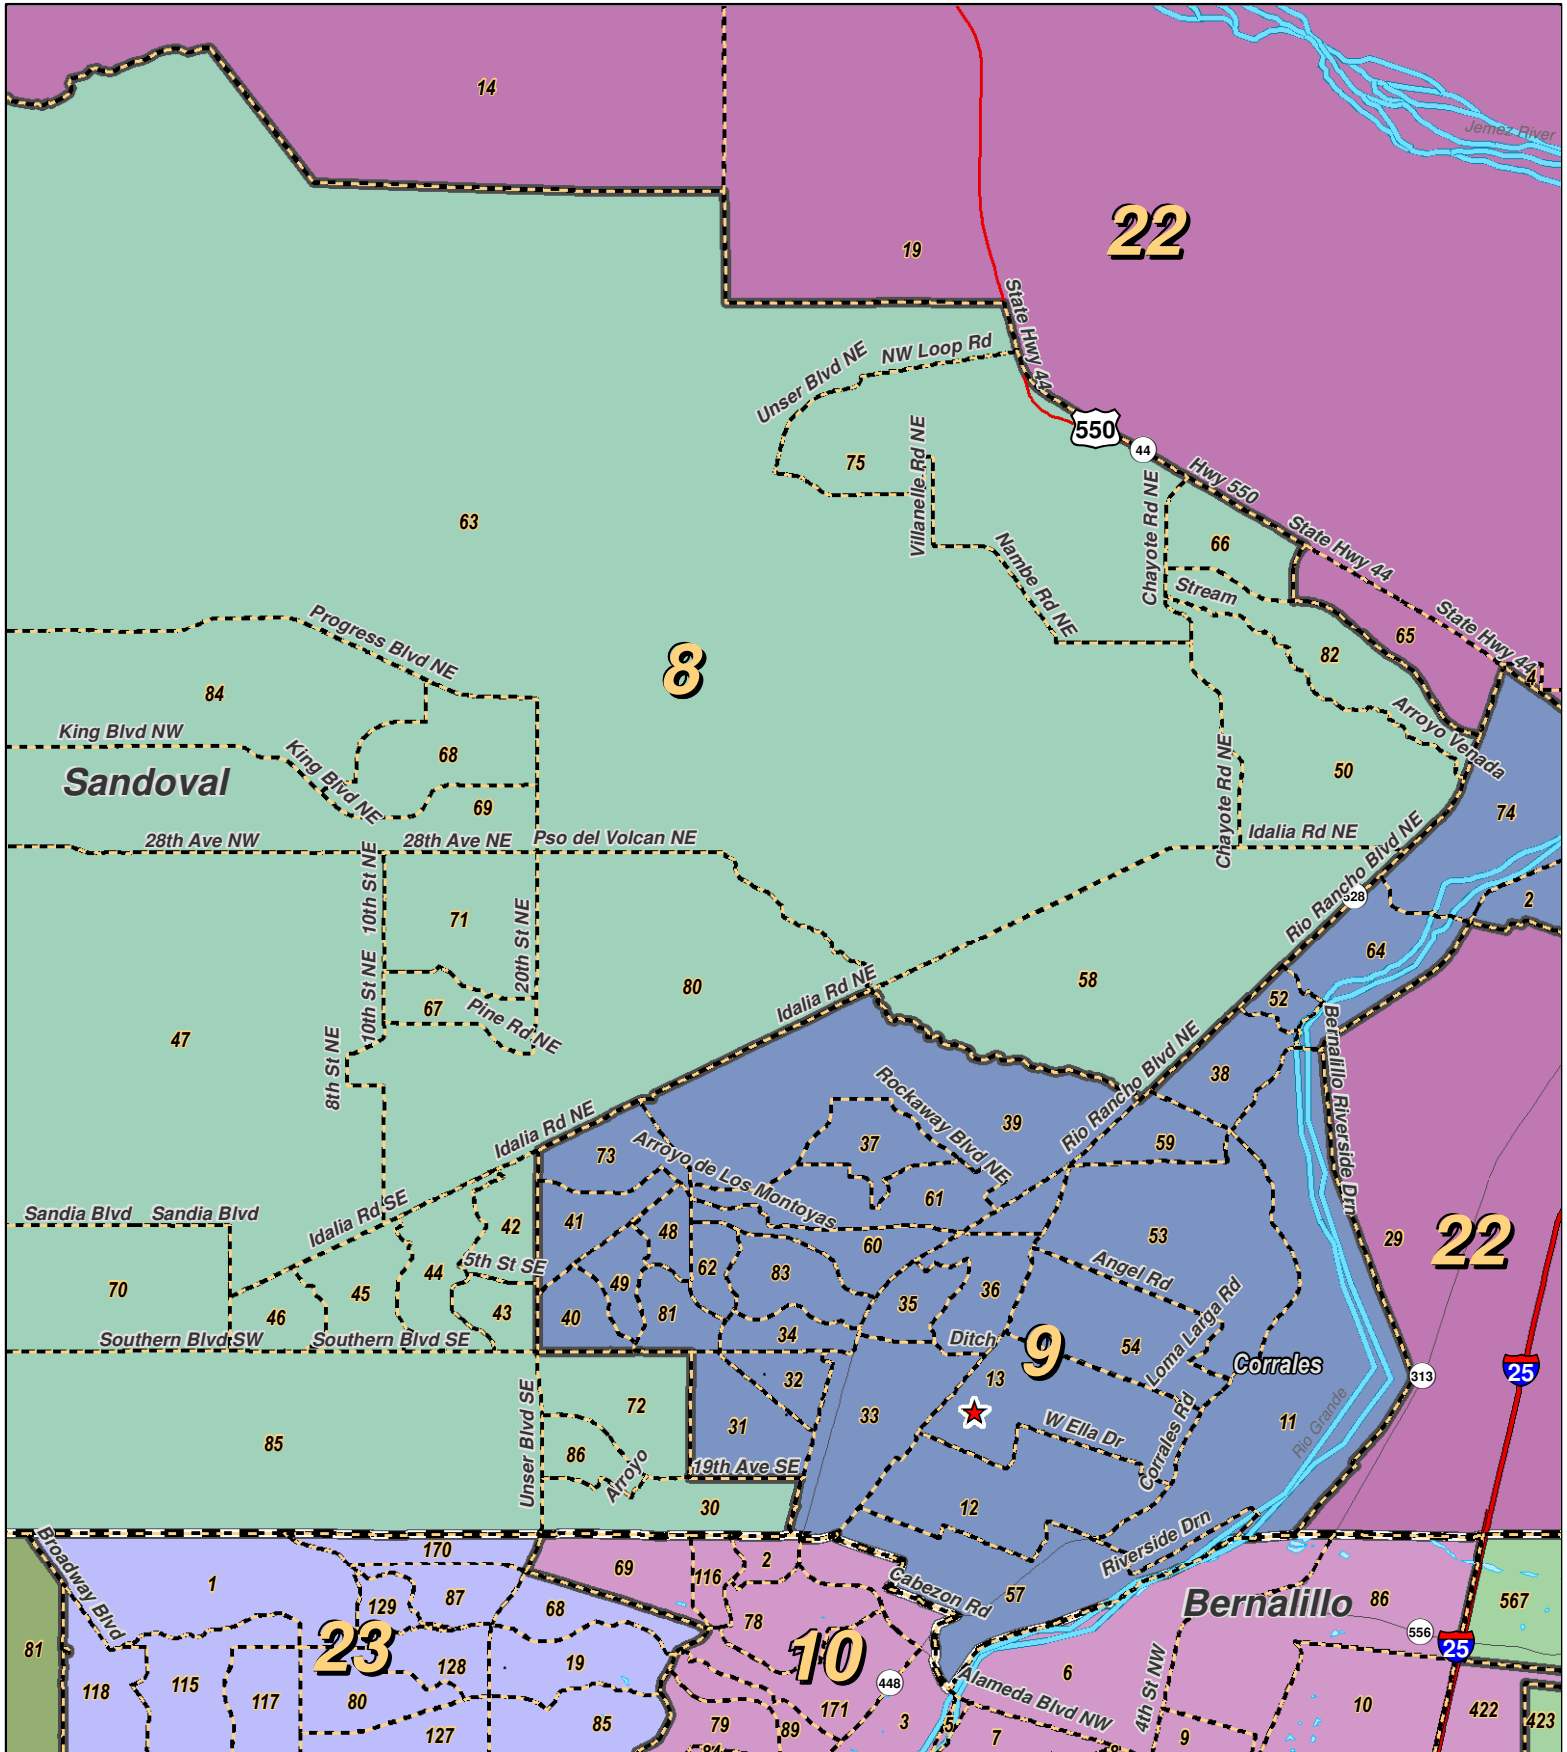 14
Jemez River
22
19
State Hwy 44
NW Loop Rd
Unser Blvd NE
550
44
75
Villanelle Rd NE
Hwy 550
Chayote Rd NE
63
66
State Hwy 44
Nambe Rd NE
Stream
Progress Blvd NE
65
State Hwy 44
82
8
4
84
Arroyo Venada
King Blvd NW
King Blvd NE
68
Sandoval
50
Chayote Rd NE
69
74
28th Ave NW
28th Ave NE
Pso del Volcan NE
Idalia Rd NE
Rio Rancho Blvd NE
10th St NE
528
2
71
20th St NE
64
80
Idalia Rd NE
58
52
10th St NE
67
Pine Rd NE
47
Bernalillo Riverside Drn
8th St NE
Rio Rancho Blvd NE
38
Rockaway Blvd NE
39
Idalia Rd NE
37
59
73
Arroyo de Los Montoyas
61
Sandia Blvd
Sandia Blvd
Idalia Rd SE
42
41
48
60
53
29
22
5th St SE
44
62
83
Angel Rd
49
70
45
36
46
43
40
81
35
Loma Larga Rd
Southern Blvd SW
Southern Blvd SE
34
Ditch
9
54
Corrales
32
13
313
25
Unser Blvd SE
72
31
33
W Ella Dr
Corrales Rd
11
Rio Grande
85
86
Arroyo
19th Ave SE
30
12
Riverside Drn
Broadway Blvd
170
69
116
2
Cabezon Rd
57
Bernalillo
86
567
1
129
87
68
78
556
25
81
23
10
128
19
6
118
115
117
80
448
Alameda Blvd NW
4th St NW
171
10
422
423
127
85
79
89
3
5
7
9
84
8